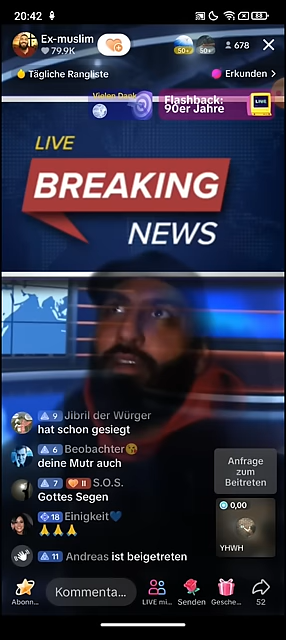 20:42
58
Ex-muslim
79.9K
50+
50+
678
Tägliche Rangliste
Erkunden >
Vielen Dank
Flashback:
90er Jahre
LIVE
LIVE
BREAKING
NEWS
9 Jibril der Würger
hat schon gesiegt
6 Beobachter😘
deine Mutr auch
7 II S.O.S.
Gottes Segen
18 Einigkeit💙
🙏🙏🙏
11 Andreas ist beigetreten
Anfrage
zum
Beitreten
0,00
YHWH
Kommenta...
Abonn...
LIVE mi...
Senden
Gesche...
52